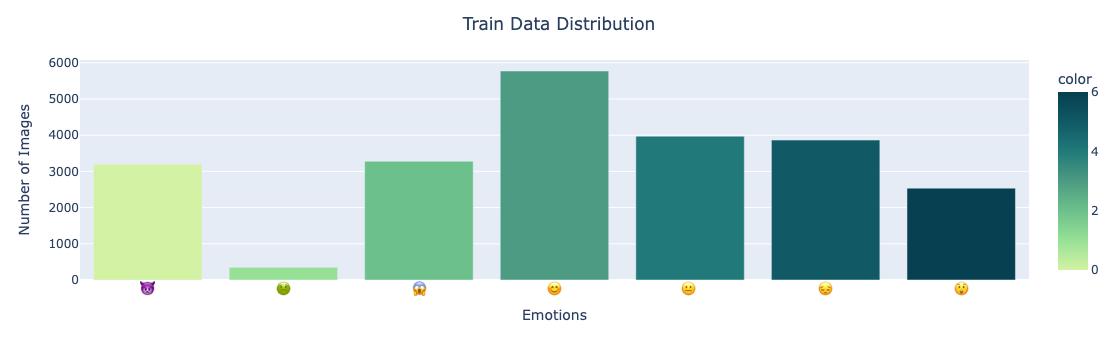 Train Data Distribution
Number of Images
6000
5000
4000
3000
2000
1000
0
😈 🤢 😱 😊 😐 😔 😲
Emotions
color
6
4
2
0